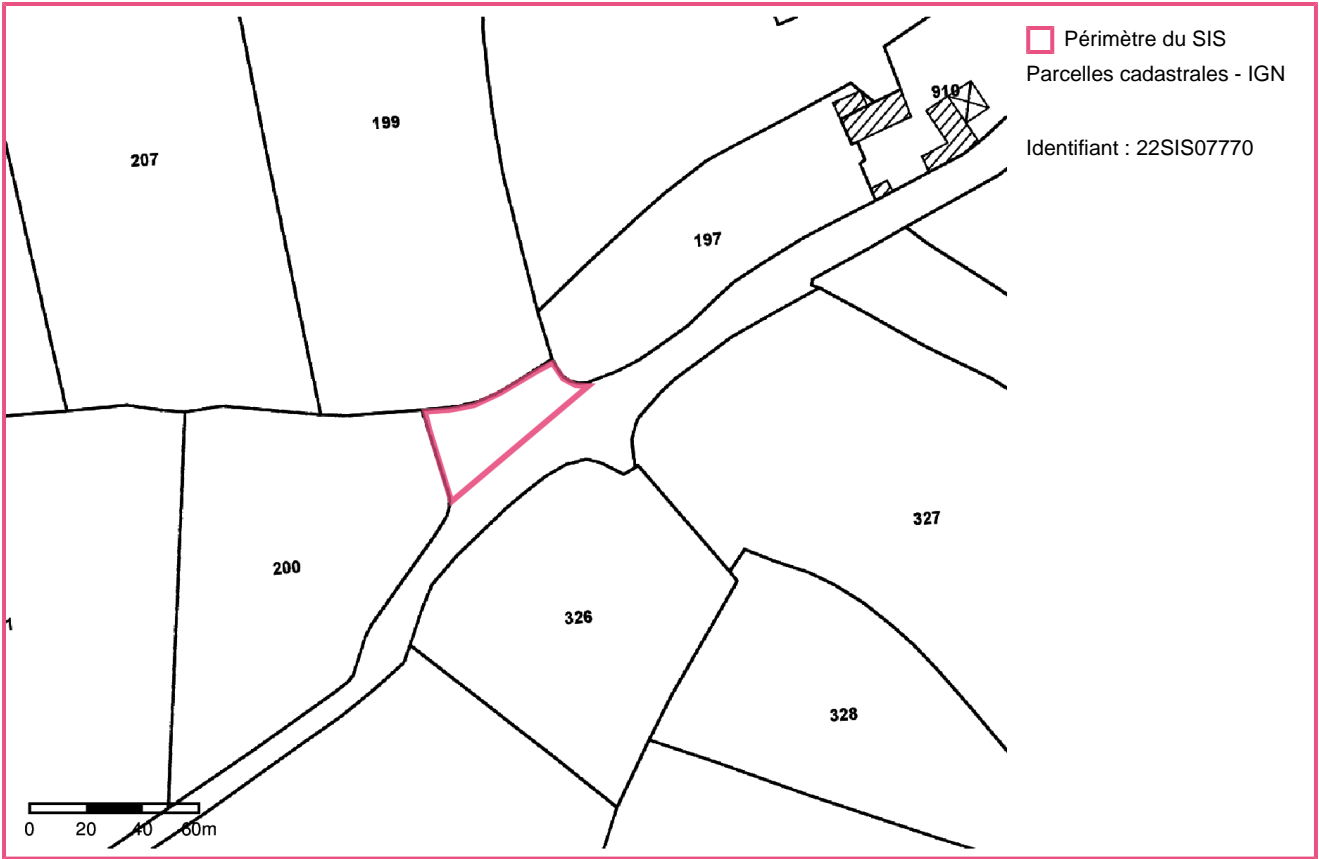 Périmètre du SIS
Parcelles cadastrales - IGN
Identifiant : 22SIS07770
910
199
207
197
327
200
326
1
328
0 20 40 60m